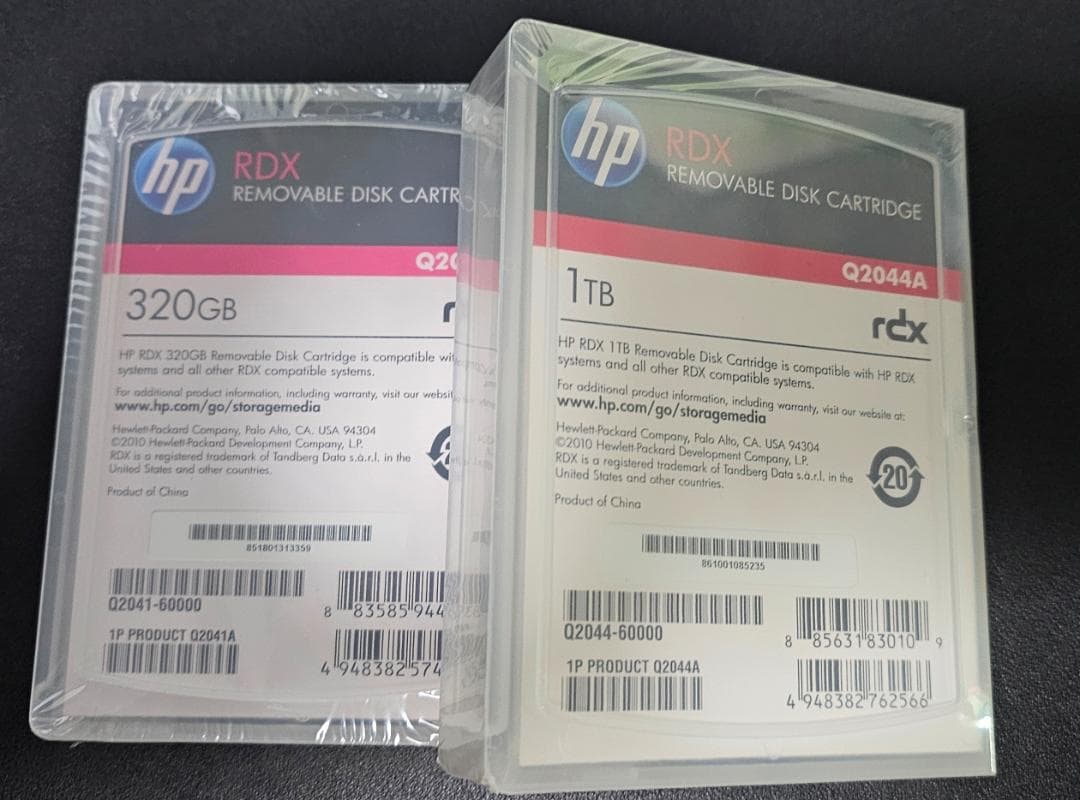 hp
RDX
REMOVABLE DISK CARTR
Q20
320GB
HP RDX 320GB Removable Disk Cartridge is compatible wit
systems and all other RDX compatible systems.
For additional product information, including warranty, visit our websit
www.hp.com/go/storagemedia
Hewlett-Packard Company, Palo Alto, CA. USA 94304
©2010 Hewlett-Packard Development Company, L.P.
RDX is a registered trademark of Tandberg Data s.a.r.l. in the
United States and other countries.
Product of China
851801313359
Q2041-60000
8 83585 944
1P PRODUCT Q2041A
4 948382 574
hp
RDX
REMOVABLE DISK CARTRIDGE
Q2044A
1TB
rdx
HP RDX 1TB Removable Disk Cartridge is compatible with HP RDX
systems and all other RDX compatible systems.
For additional product information, including warranty, visit our website at:
www.hp.com/go/storagemedia
Hewlett-Packard Company, Palo Alto, CA. USA 94304
©2010 Hewlett-Packard Development Company, L.P.
RDX is a registered trademark of Tandberg Data s.a.r.l. in the
United States and other countries.
20
Product of China
861001085235
Q2044-60000
8 85631 83010 9
1P PRODUCT Q2044A
4 948382 762566